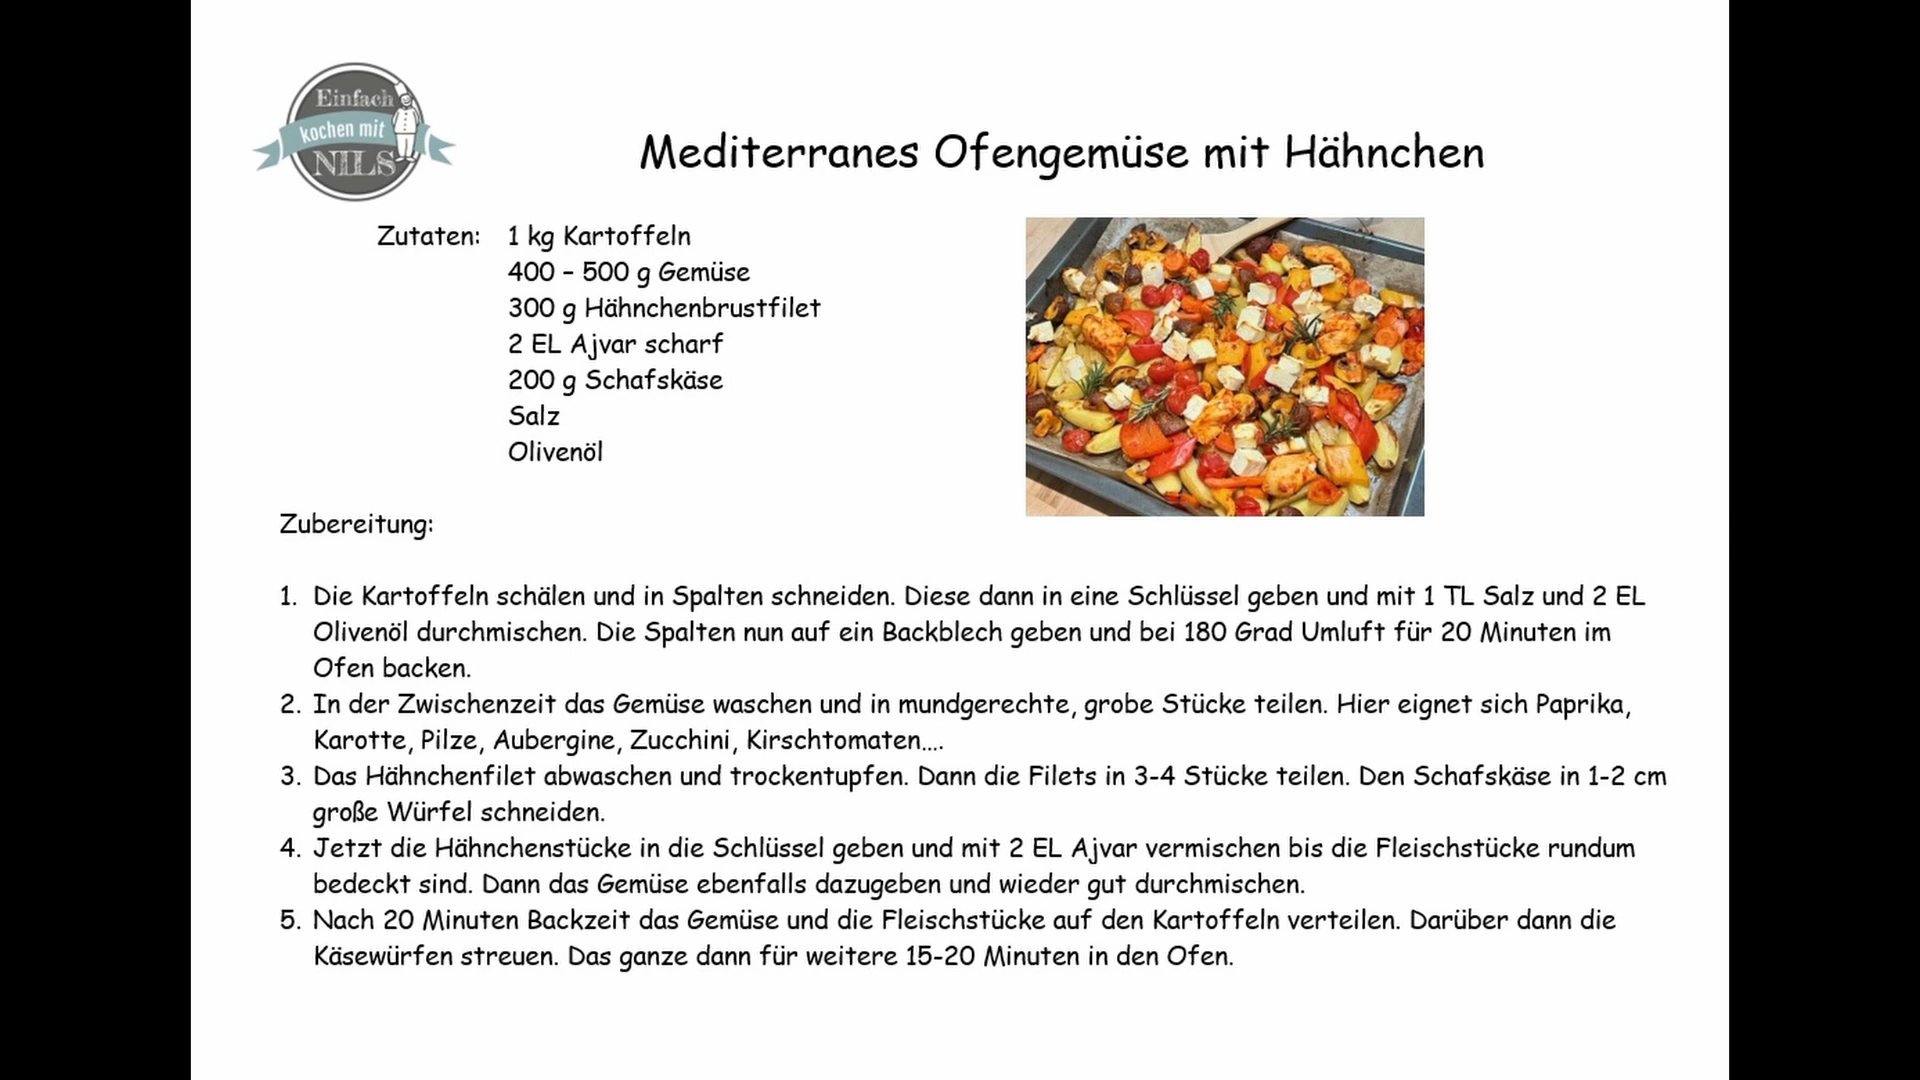 Einfach
kochen mit
NILS
Mediterranes Ofengemüse mit Hähnchen
Zutaten: 1 kg Kartoffeln
400 – 500 g Gemüse
300 g Hähnchenbrustfilet
2 EL Ajvar scharf
200 g Schafskäse
Salz
Olivenöl
Zubereitung:
1. Die Kartoffeln schälen und in Spalten schneiden. Diese dann in eine Schlüssel geben und mit 1 TL Salz und 2 EL
Olivenöl durchmischen. Die Spalten nun auf ein Backblech geben und bei 180 Grad Umluft für 20 Minuten im
Ofen backen.
2. In der Zwischenzeit das Gemüse waschen und in mundgerechte, grobe Stücke teilen. Hier eignet sich Paprika,
Karotte, Pilze, Aubergine, Zucchini, Kirschtomaten....
3. Das Hähnchenfilet abwaschen und trockentupfen. Dann die Filets in 3-4 Stücke teilen. Den Schafskäse in 1-2 cm
große Würfel schneiden.
4. Jetzt die Hähnchenstücke in die Schlüssel geben und mit 2 EL Ajvar vermischen bis die Fleischstücke rundum
bedeckt sind. Dann das Gemüse ebenfalls dazugeben und wieder gut durchmischen.
5. Nach 20 Minuten Backzeit das Gemüse und die Fleischstücke auf den Kartoffeln verteilen. Darüber dann die
Käsewürfen streuen. Das ganze dann für weitere 15-20 Minuten in den Ofen.